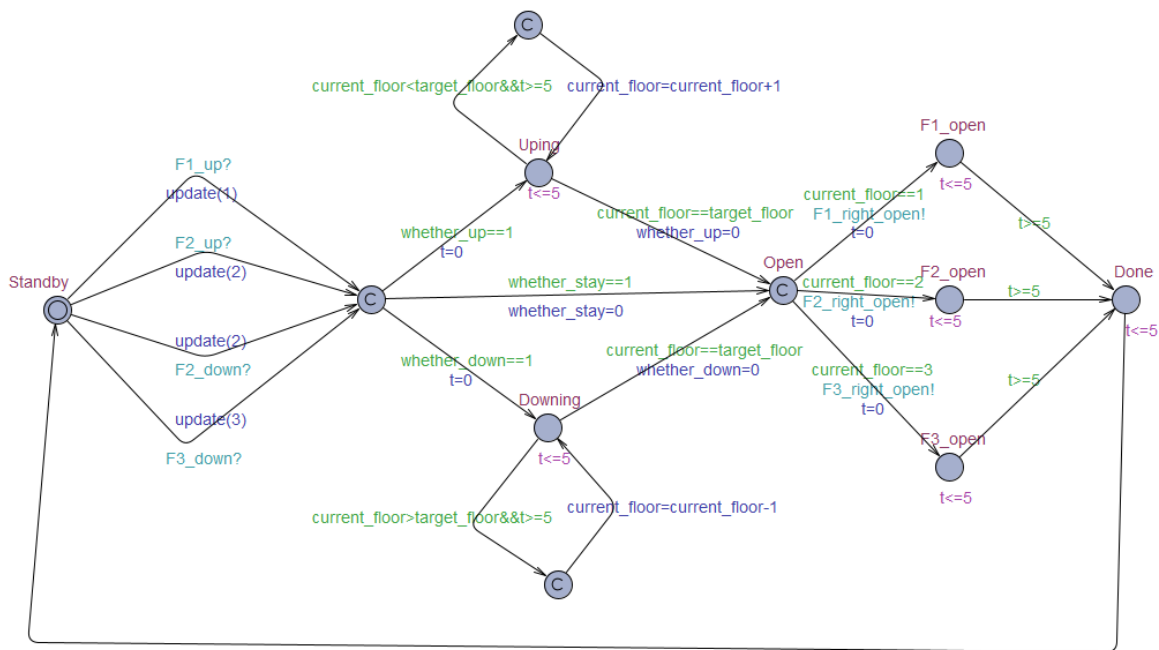 C
current_floor<target_floor&&t>=5
current_floor=current_floor+1
F1_open
Uping
F1_up?
update(1)
t<=5
t<=5
current_floor==1
F1_right_open!
t=0
current_floor==target_floor
whether_up=0
t>=5
whether_up==1
t=0
F2_up?
update(2)
Standby
Open
F2_open
Done
whether_stay==1
whether_stay=0
C
C
current_floor==2
F2_right_open!
t=0
t>=5
t<=5
t<=5
update(2)
F2_down?
whether_down==1
t=0
current_floor==target_floor
whether_down=0
current_floor==3
F3_right_open!
t=0
t>=5
Downing
update(3)
F3_down?
t<=5
F3_open
t<=5
current_floor>target_floor&&t>=5
current_floor=current_floor-1
C